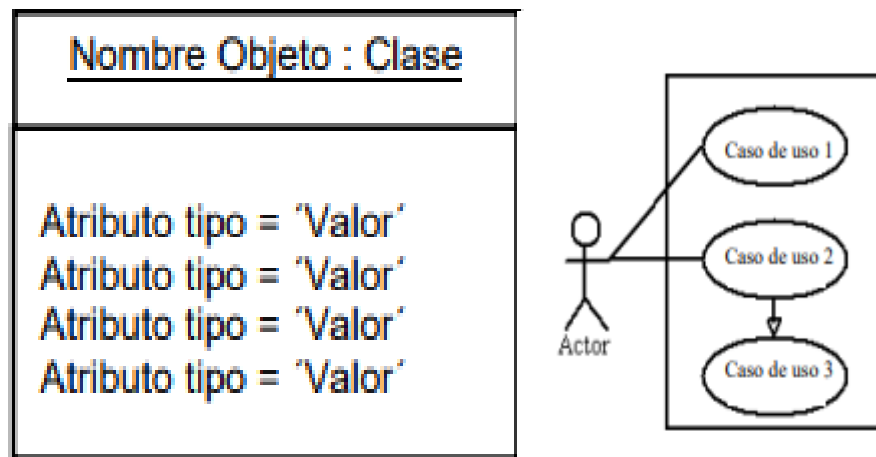 Nombre Objeto : Clase
Atributo tipo = ´Valor´
Atributo tipo = ´Valor´
Atributo tipo = ´Valor´
Atributo tipo = ´Valor´
Caso de uso 1
Caso de uso 2
Actor
Caso de uso 3